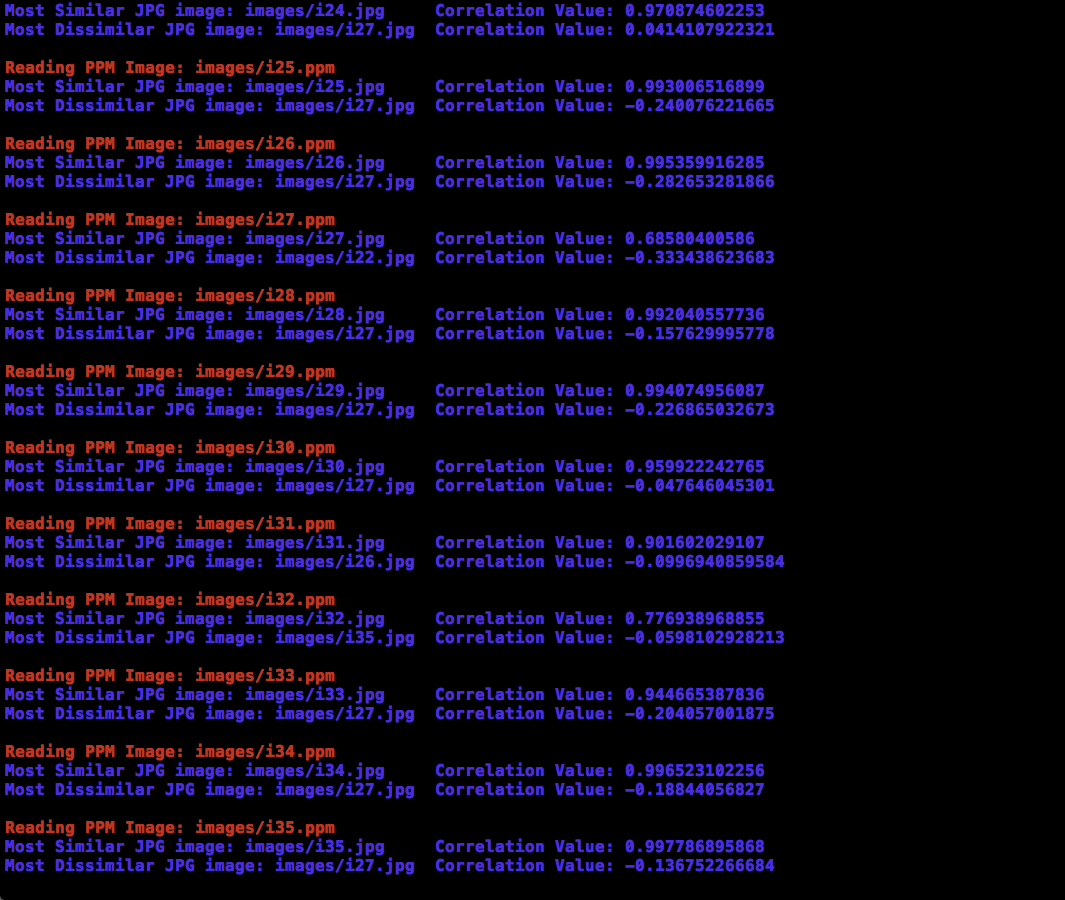 Most Similar JPG image: images/i24.jpg Correlation Value: 0.970874602253
Most Dissimilar JPG image: images/i27.jpg Correlation Value: 0.0414107922321
Reading PPM Image: images/i25.ppm
Most Similar JPG image: images/i25.jpg Correlation Value: 0.993006516899
Most Dissimilar JPG image: images/i27.jpg Correlation Value: -0.240076221665
Reading PPM Image: images/i26.ppm
Most Similar JPG image: images/i26.jpg Correlation Value: 0.995359916285
Most Dissimilar JPG image: images/i27.jpg Correlation Value: -0.282653281866
Reading PPM Image: images/i27.ppm
Most Similar JPG image: images/i27.jpg Correlation Value: 0.68580400586
Most Dissimilar JPG image: images/i22.jpg Correlation Value: -0.333438623683
Reading PPM Image: images/i28.ppm
Most Similar JPG image: images/i28.jpg Correlation Value: 0.992040557736
Most Dissimilar JPG image: images/i27.jpg Correlation Value: -0.157629995778
Reading PPM Image: images/i29.ppm
Most Similar JPG image: images/i29.jpg Correlation Value: 0.994074956087
Most Dissimilar JPG image: images/i27.jpg Correlation Value: -0.226865032673
Reading PPM Image: images/i30.ppm
Most Similar JPG image: images/i30.jpg Correlation Value: 0.959922242765
Most Dissimilar JPG image: images/i27.jpg Correlation Value: -0.047646045301
Reading PPM Image: images/i31.ppm
Most Similar JPG image: images/i31.jpg Correlation Value: 0.901602029107
Most Dissimilar JPG image: images/i26.jpg Correlation Value: -0.0996940859584
Reading PPM Image: images/i32.ppm
Most Similar JPG image: images/i32.jpg Correlation Value: 0.776938968855
Most Dissimilar JPG image: images/i35.jpg Correlation Value: -0.0598102928213
Reading PPM Image: images/i33.ppm
Most Similar JPG image: images/i33.jpg Correlation Value: 0.944665387836
Most Dissimilar JPG image: images/i27.jpg Correlation Value: -0.204057001875
Reading PPM Image: images/i34.ppm
Most Similar JPG image: images/i34.jpg Correlation Value: 0.996523102256
Most Dissimilar JPG image: images/i27.jpg Correlation Value: -0.18844056827
Reading PPM Image: images/i35.ppm
Most Similar JPG image: images/i35.jpg Correlation Value: 0.997786895868
Most Dissimilar JPG image: images/i27.jpg Correlation Value: -0.136752266684